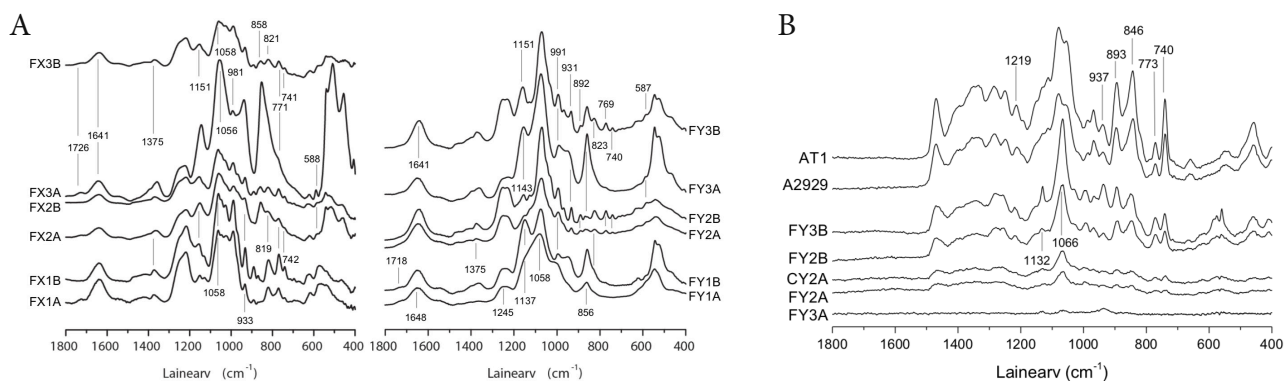 A
858
821
1058
981
741
771
1151
1056
1375
1641
1726
588
819
742
1058
933
FX3B
FX3A
FX2B
FX2A
FX1B
FX1A
1800 1600 1400 1200 1000 800 600 400
Lainearv (cm⁻¹)
1151
991
931
892
769
587
823
740
1641
1143
1375
1718
1058
1137
1648
1245
856
FY3B
FY3A
FY2B
FY2A
FY1B
FY1A
1800 1600 1400 1200 1000 800 600 400
Lainearv (cm⁻¹)
B
1219
937
893
846
773
740
1066
1132
AT1
A2929
FY3B
FY2B
CY2A
FY2A
FY3A
1800 1600 1400 1200 1000 800 600 400
Lainearv (cm⁻¹)